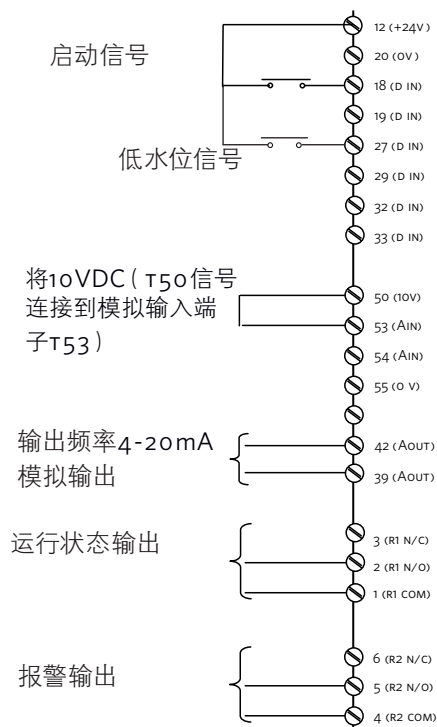 12 (+24V)
启动信号
20 (0V)
18 (D IN)
19 (D IN)
27 (D IN)
低水位信号
29 (D IN)
32 (D IN)
33 (D IN)
将10VDC（T50信号
连接到模拟输入端
子T53）
50 (10V)
53 (AIN)
54 (AIN)
55 (0 V)
输出频率4-20mA
模拟输出
42 (AOUT)
39 (AOUT)
运行状态输出
3 (R1 N/C)
2 (R1 N/O)
1 (R1 COM)
报警输出
6 (R2 N/C)
5 (R2 N/O)
4 (R2 COM)